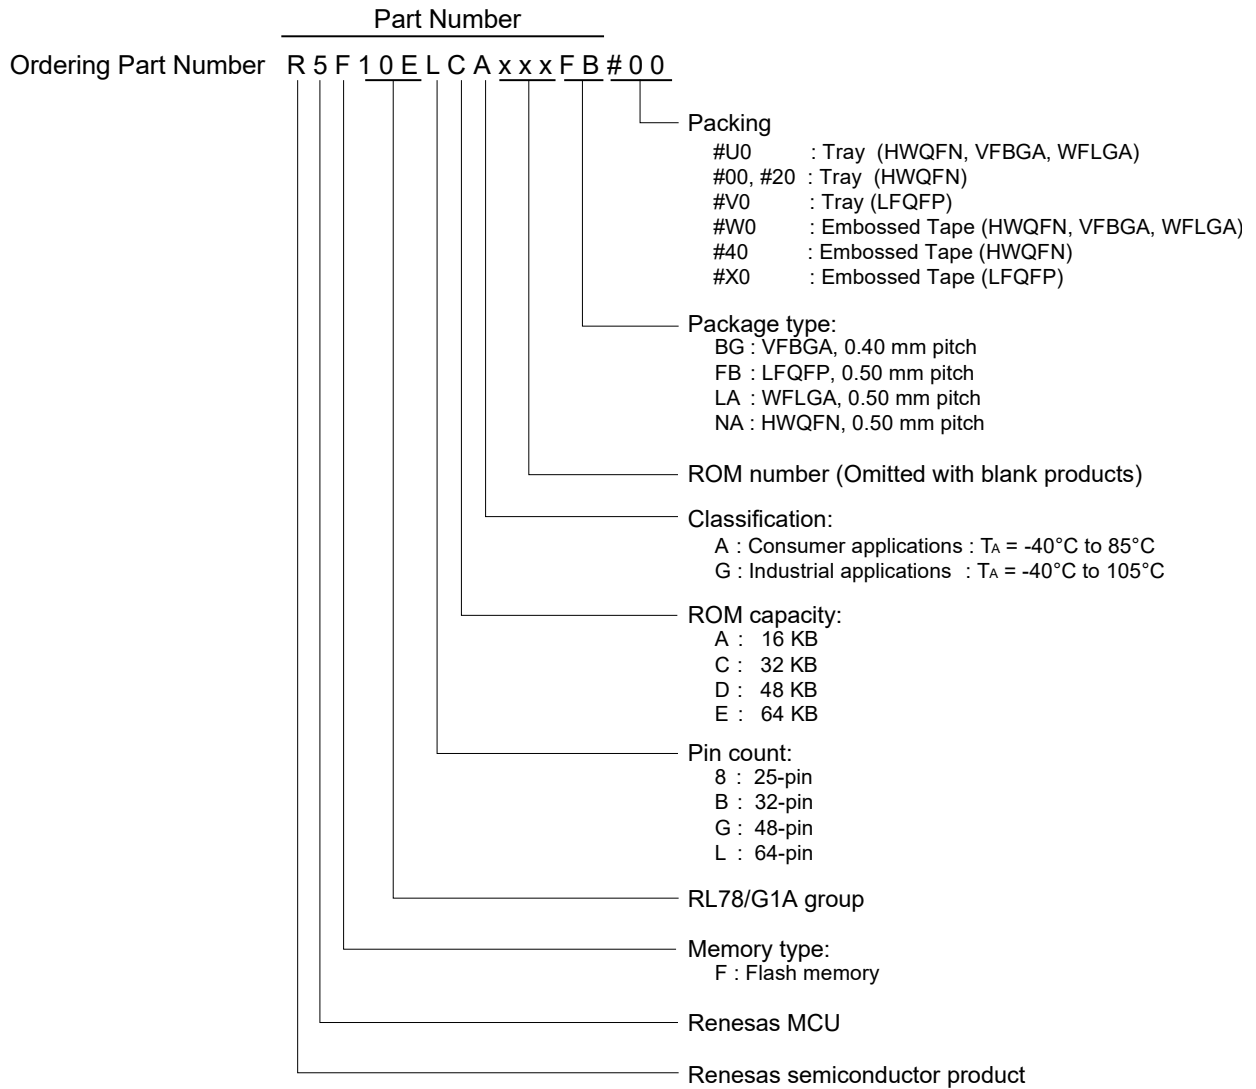 Part Number
Ordering Part Number R 5 F 1 0 E L C A x x x F B # 0 0
Packing
#U0 : Tray (HWQFN, VFBGA, WFLGA)
#00, #20 : Tray (HWQFN)
#V0 : Tray (LFQFP)
#W0 : Embossed Tape (HWQFN, VFBGA, WFLGA)
#40 : Embossed Tape (HWQFN)
#X0 : Embossed Tape (LFQFP)
Package type:
BG : VFBGA, 0.40 mm pitch
FB : LFQFP, 0.50 mm pitch
LA : WFLGA, 0.50 mm pitch
NA : HWQFN, 0.50 mm pitch
ROM number (Omitted with blank products)
Classification:
A : Consumer applications : TA = -40°C to 85°C
G : Industrial applications : TA = -40°C to 105°C
ROM capacity:
A : 16 KB
C : 32 KB
D : 48 KB
E : 64 KB
Pin count:
8 : 25-pin
B : 32-pin
G : 48-pin
L : 64-pin
RL78/G1A group
Memory type:
F : Flash memory
Renesas MCU
Renesas semiconductor product